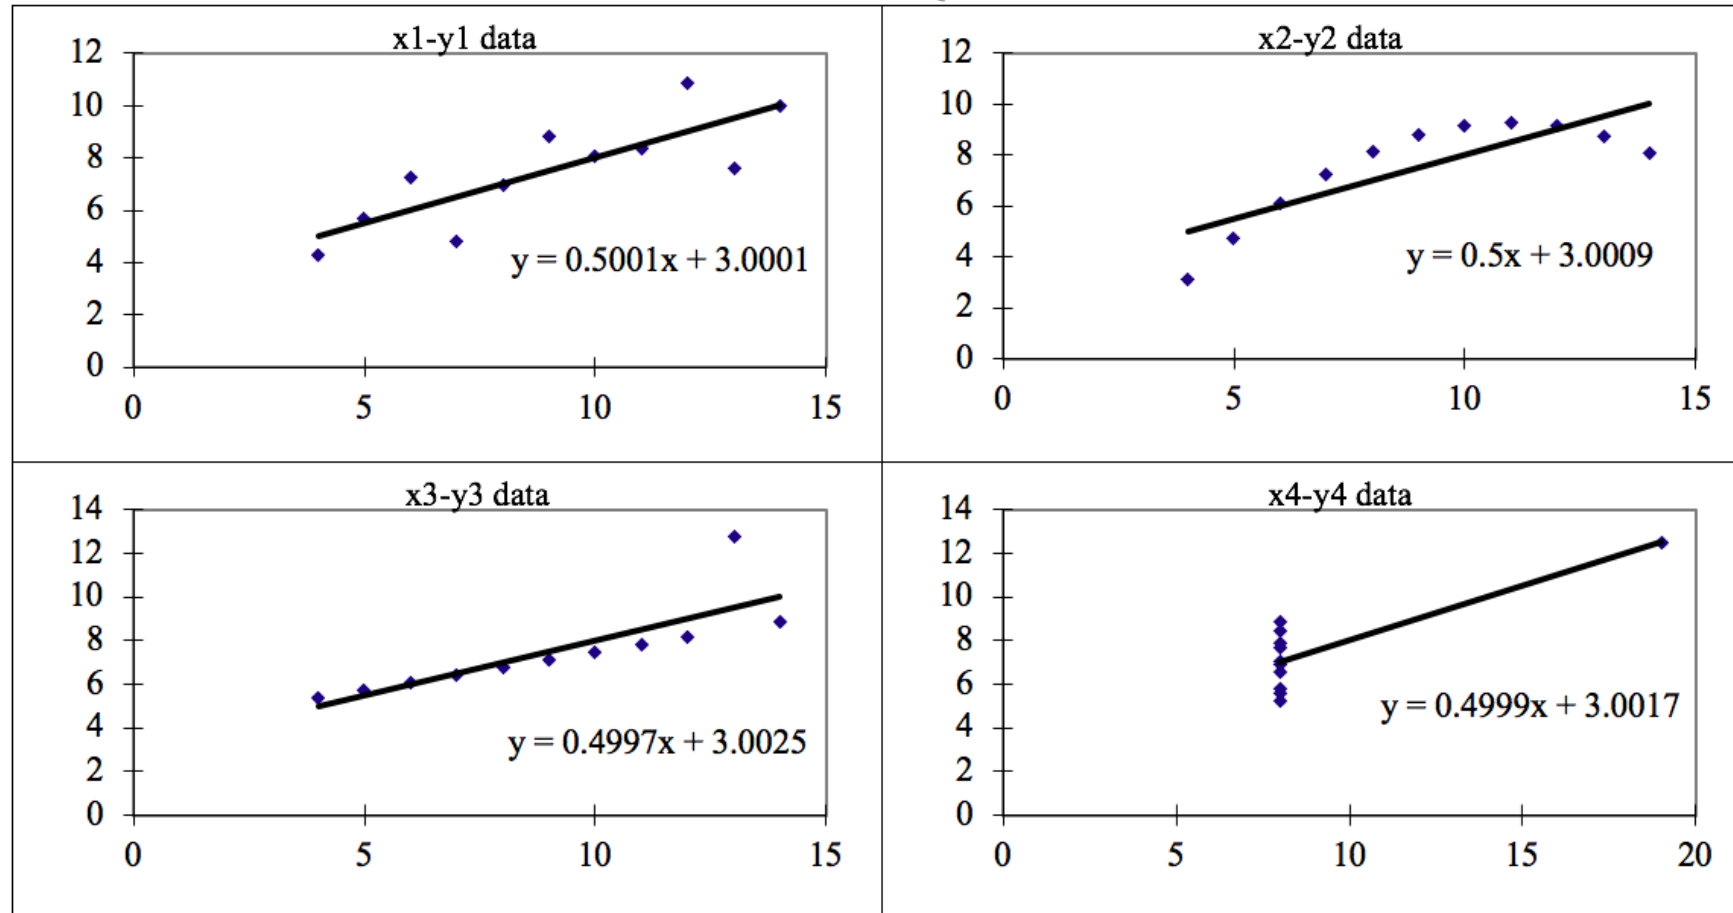 x1-y1 data
12
10
8
6
4
2
0
0 5 10 15
y = 0.5001x + 3.0001
x2-y2 data
12
10
8
6
4
2
0
0 5 10 15
y = 0.5x + 3.0009
x3-y3 data
14
12
10
8
6
4
2
0
0 5 10 15
y = 0.4997x + 3.0025
x4-y4 data
14
12
10
8
6
4
2
0
0 5 10 15 20
y = 0.4999x + 3.0017